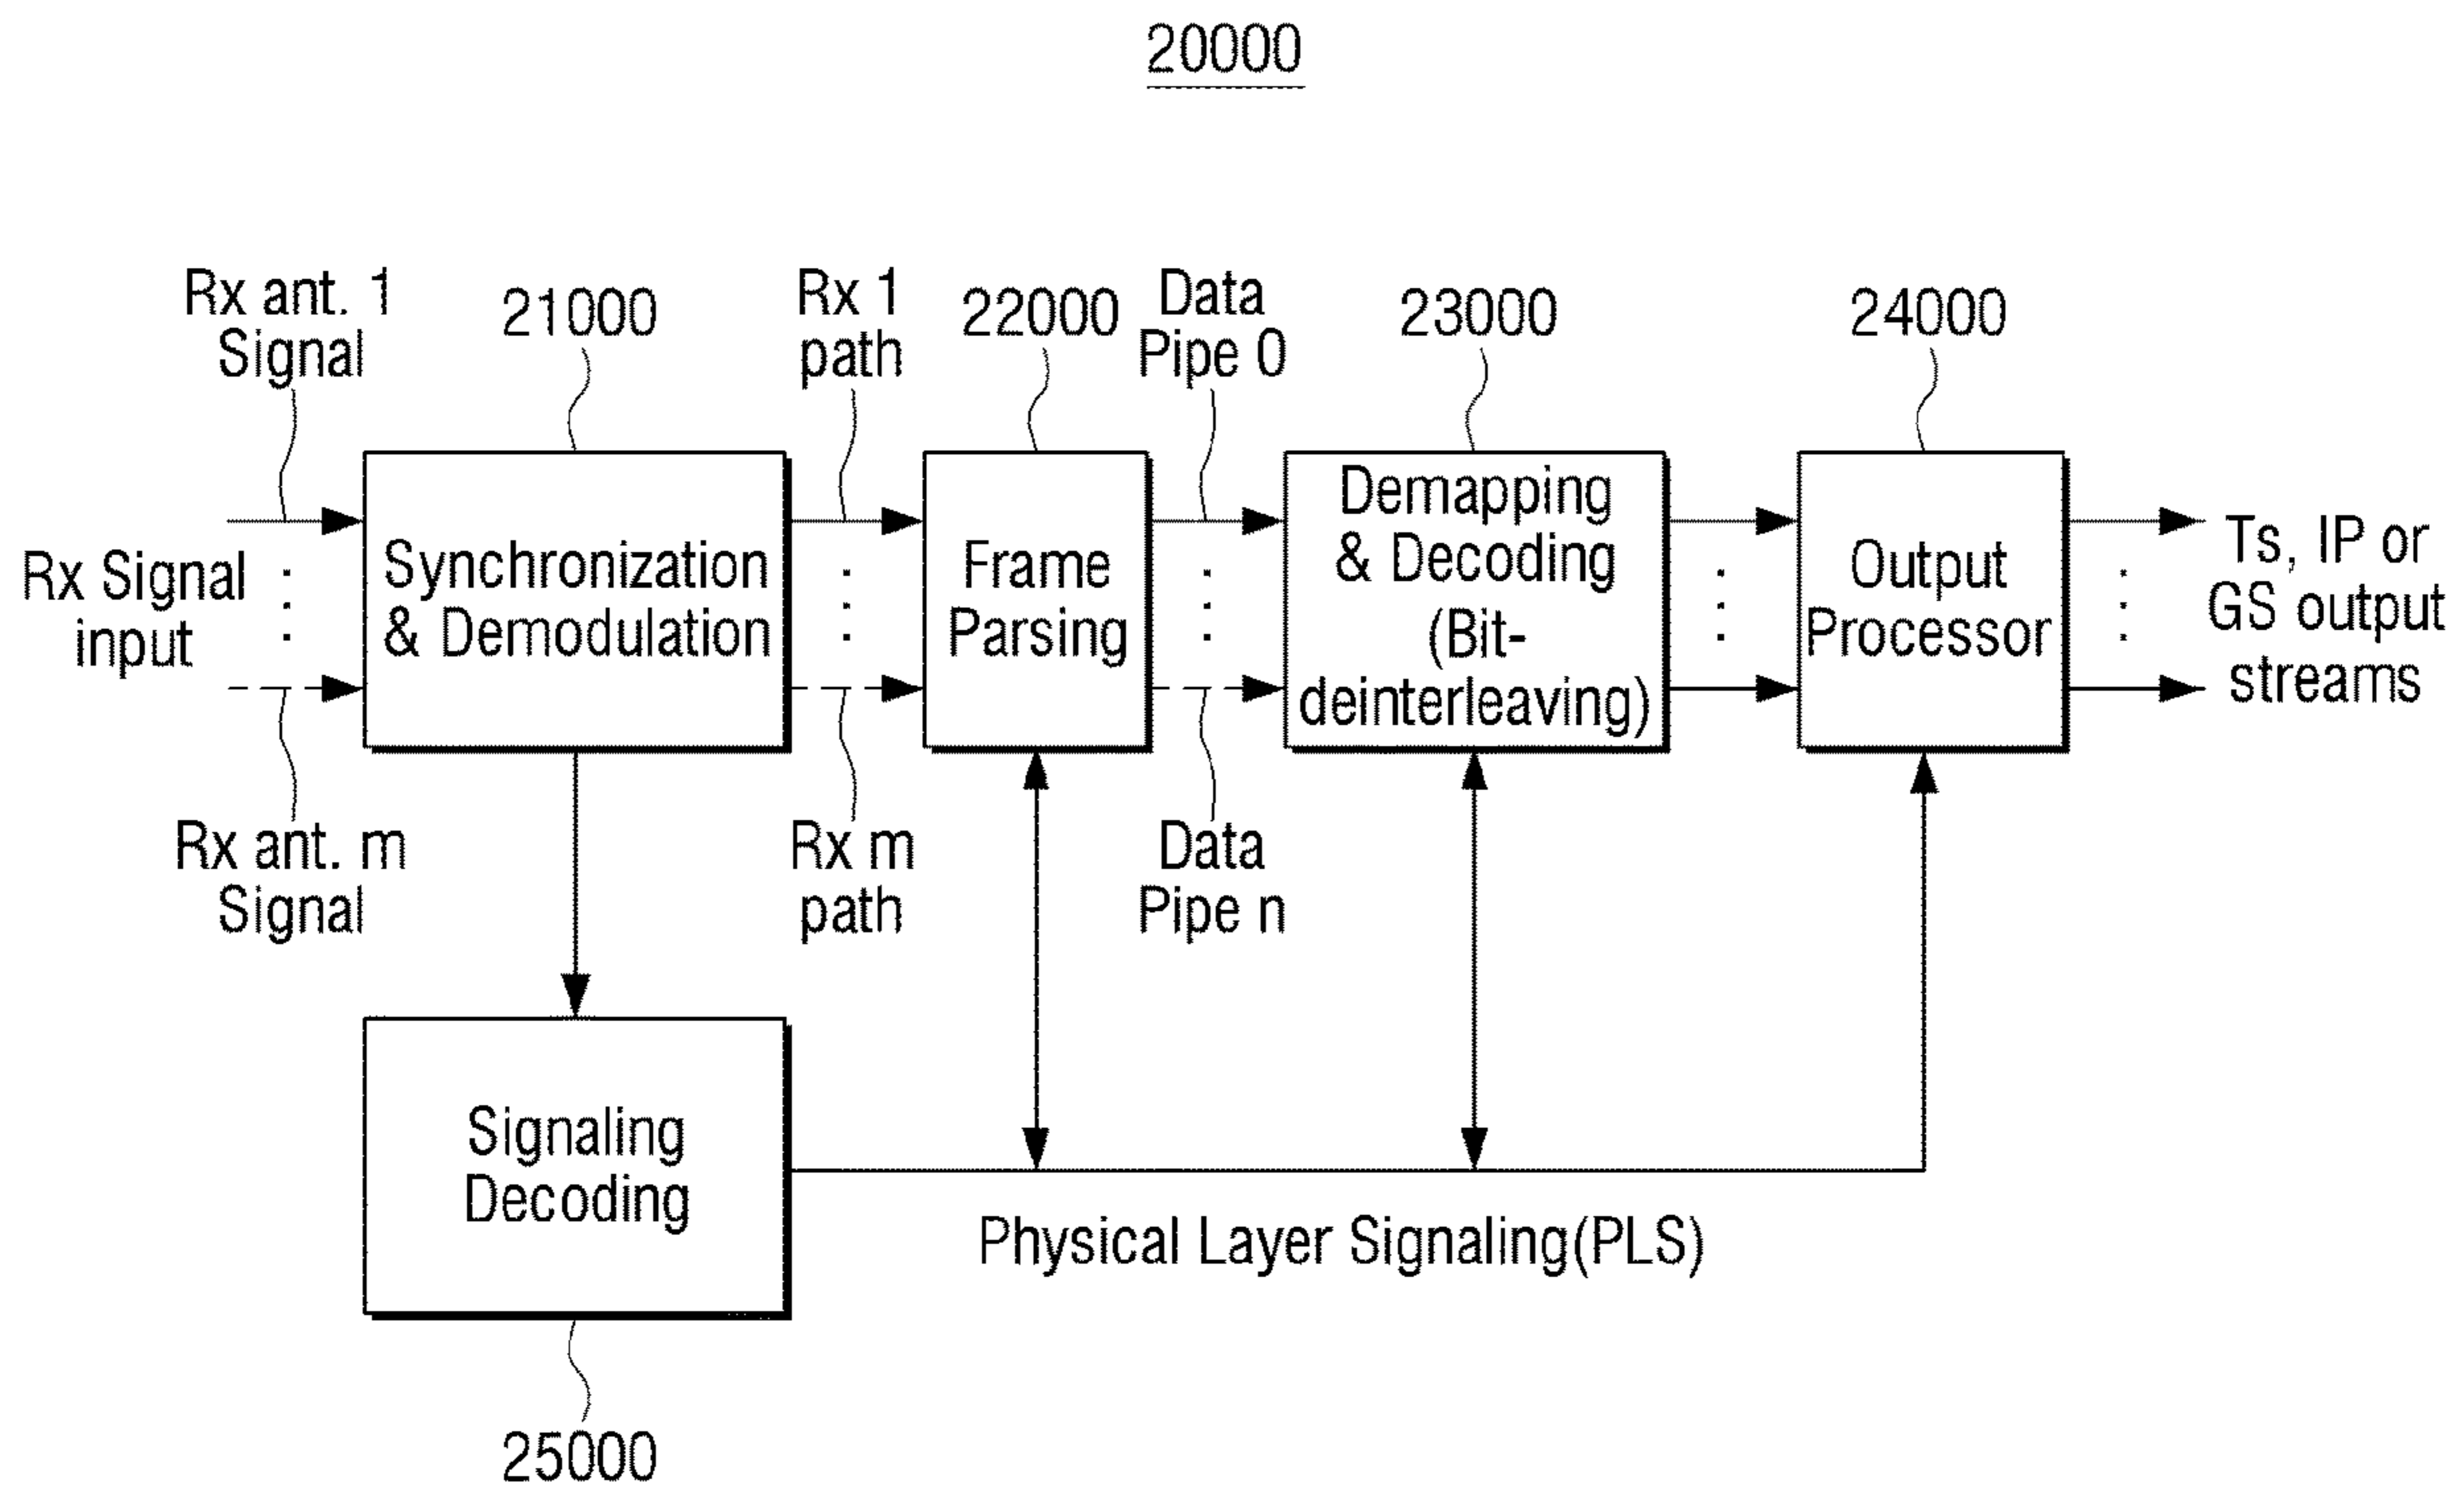 20000
Rx ant. 1
Signal
21000
Rx 1
path
22000
Data
Pipe 0
23000
24000
Rx Signal
input
Synchronization
& Demodulation
Frame
Parsing
Demapping
& Decoding
(Bit-
deinterleaving)
Output
Processor
Ts, IP or
GS output
streams
Rx ant. m
Signal
Rx m
path
Data
Pipe n
Signaling
Decoding
Physical Layer Signaling(PLS)
25000